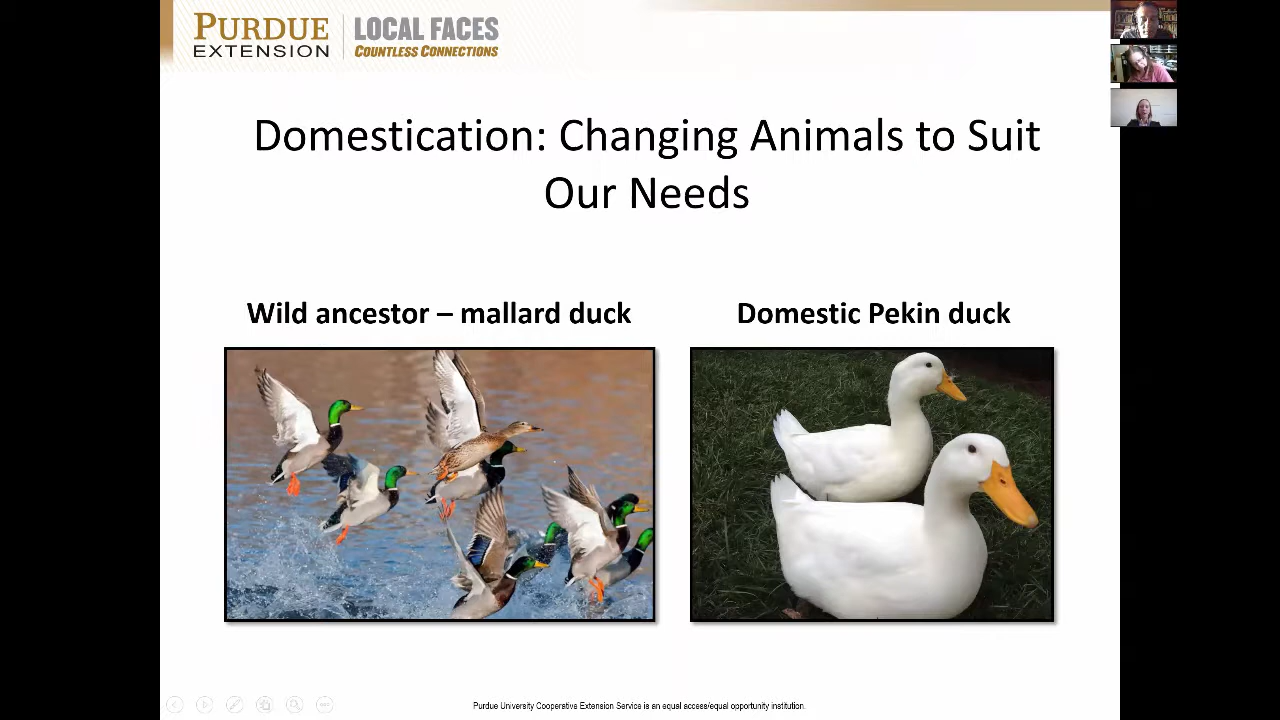 PURDUE
EXTENSION
LOCAL FACES
COUNTLESS CONNECTIONS
Domestication: Changing Animals to Suit
Our Needs
Wild ancestor – mallard duck
Domestic Pekin duck
Purdue University Cooperative Extension Service is an equal access/equal opportunity institution.